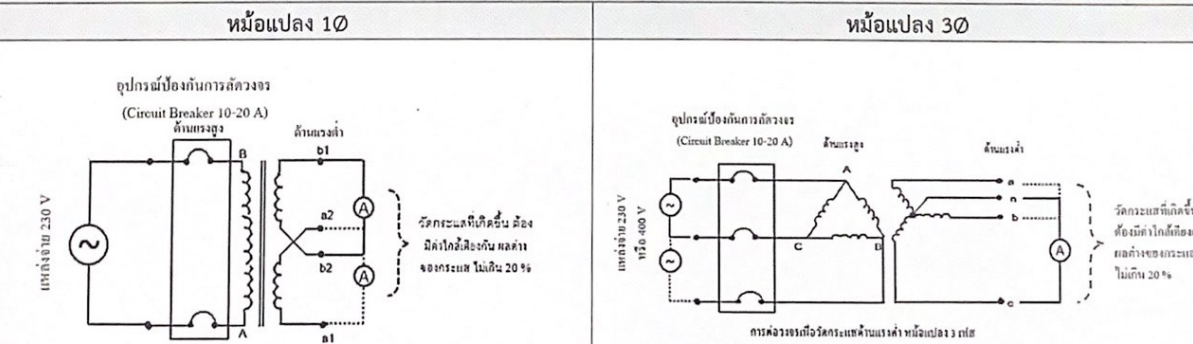 หม้อแปลง 1Ø
หม้อแปลง 3Ø
อุปกรณ์ป้องกันการลัดวงจร
(Circuit Breaker 10-20 A)
ด้านแรงสูง
ด้านแรงต่ำ
B
b1
A
แหล่งจ่าย 230 V
~
a2
b2
A
A
a1
วัดกระแสที่เกิดขึ้น ต้อง
มีค่าใกล้เคียงกัน ผลต่าง
ของกระแส ไม่เกิน 20 %
อุปกรณ์ป้องกันการลัดวงจร
(Circuit Breaker 10-20 A)
ด้านแรงสูง
ด้านแรงต่ำ
A
แหล่งจ่าย 230 V
หรือ 400 V
~
~
C
B
a
n
b
A
c
วัดกระแสที่เกิดขึ้น
ต้องมีค่าใกล้เคียง
ผลต่างของกระแส
ไม่เกิน 20 %
การต่อวงจรเพื่อวัดกระแสด้านแรงต่ำ หม้อแปลง 3 เฟส